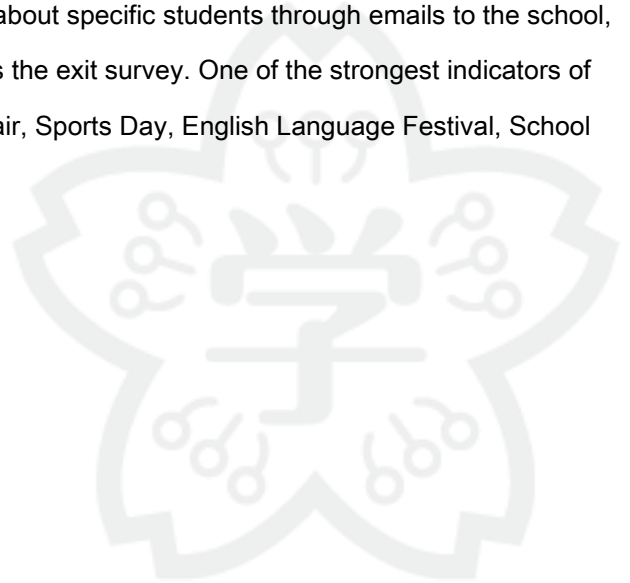 about specific students through emails to the school,
s the exit survey. One of the strongest indicators of
air, Sports Day, English Language Festival, School
学